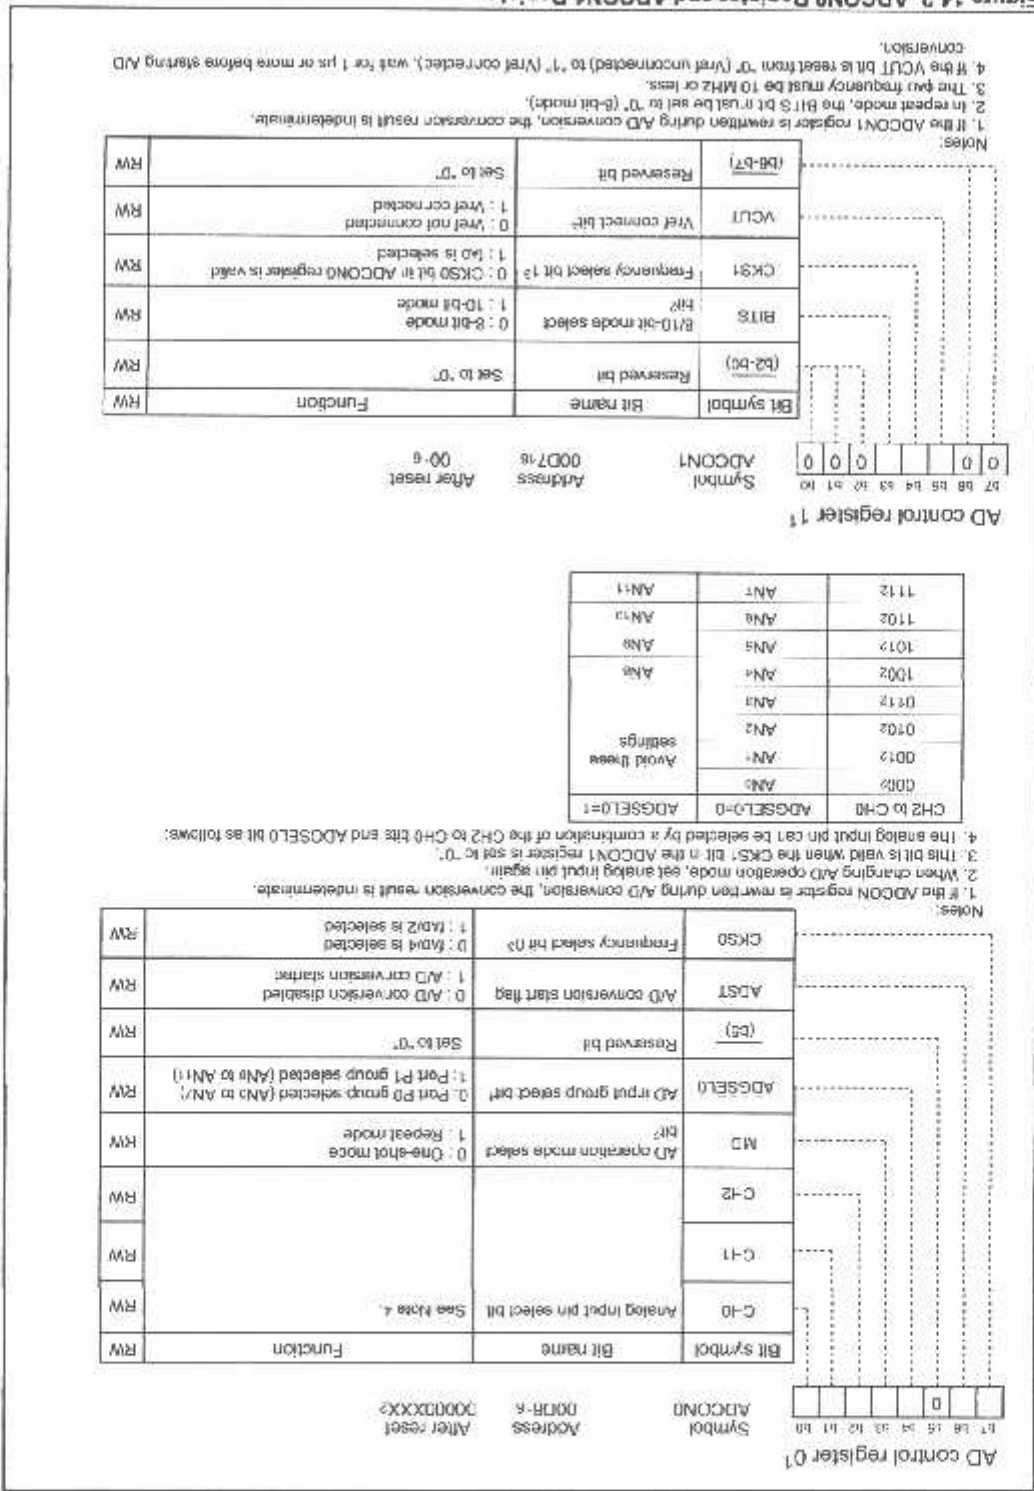 AD control register 0¹
b7 b6 b5 b4 b3 b2 b1 b0
0
Symbol Address After reset
ADCON0 00D6₁₆ 00000XXX₂
Bit symbol Bit name Function RW
CH0 Analog input pin select bit See Note 4. RW
CH1 RW
CH2 RW
MD AD operation mode select bit² 0 : One-shot mode RW
1 : Repeat mode
ADGSEL0 AD input group select bit⁴ 0: Port P0 group selected (AN0 to AN7) RW
1: Port P1 group selected (AN8 to AN11)
(b5) Reserved bit Set to "0". RW
ADST A/D conversion start flag 0 : A/D conversion disabled RW
1 : A/D conversion started
CKS0 Frequency select bit 0³ 0 : fAD/4 is selected RW
1 : fAD/2 is selected
Notes:
1. If the ADCON register is rewritten during A/D conversion, the conversion result is indeterminate.
2. When changing A/D operation mode, set analog input pin again.
3. This bit is valid when the CKS1 bit in the ADCON1 register is set to "0".
4. The analog input pin can be selected by a combination of the CH2 to CH0 bits and ADGSEL0 bit as follows:
CH2 to CH0 ADGSEL0=0 ADGSEL0=1
000₂ AN0 Avoid these settings
001₂ AN1
010₂ AN2
011₂ AN3
100₂ AN4 AN8
101₂ AN5 AN9
110₂ AN6 AN10
111₂ AN7 AN11
AD control register 1¹
b7 b6 b5 b4 b3 b2 b1 b0
0 0 0 0 0
Symbol Address After reset
ADCON1 00D7₁₆ 00₁₆
Bit symbol Bit name Function RW
(b2-b0) Reserved bit Set to "0". RW
BITS 8/10-bit mode select bit² 0 : 8-bit mode RW
1 : 10-bit mode
CKS1 Frequency select bit 1³ 0 : CKS0 bit in ADCON0 register is valid RW
1 : fAD is selected
VCUT Vref connect bit⁴ 0 : Vref not connected RW
1 : Vref connected
(b6-b7) Reserved bit Set to "0". RW
Notes:
1. If the ADCON1 register is rewritten during A/D conversion, the conversion result is indeterminate.
2. In repeat mode, the BITS bit must be set to "0" (8-bit mode).
3. The φAD frequency must be 10 MHz or less.
4. If the VCUT bit is reset from "0" (Vref unconnected) to "1" (Vref connected), wait for 1 μs or more before starting A/D
conversion.